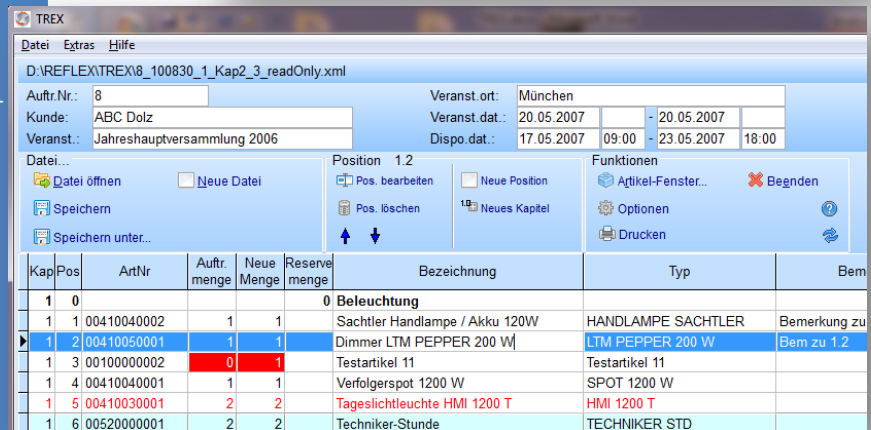 TREX
Datei Extras Hilfe
D:\REFLEX\TREX\8_100830_1_Kap2_3_readOnly.xml
Auftr.Nr.: 8 Veranst.ort: München
Kunde: ABC Dolz Veranst.dat.: 20.05.2007 - 20.05.2007
Veranst.: Jahreshauptversammlung 2006 Dispo.dat.: 17.05.2007 09:00 - 23.05.2007 18:00
Datei... Position 1.2 Funktionen
Datei öffnen Neue Datei Pos. bearbeiten Neue Position Artikel-Fenster... Beenden
Speichern Pos. löschen 1.0 Neues Kapitel Optionen
Speichern unter... Drucken
Kap Pos ArtNr Auftr. menge Neue Menge Reserve menge Bezeichnung Typ Bem
1 0 0 Beleuchtung
1 1 00410040002 1 1 Sachtler Handlampe / Akku 120W HANDLAMPE SACHTLER Bemerkung zu
1 2 00410050001 1 1 Dimmer LTM PEPPER 200 W LTM PEPPER 200 W Bem zu 1.2
1 3 00100000002 0 1 Testartikel 11 Testartikel 11
1 4 00410040001 1 1 Verfolgerspot 1200 W SPOT 1200 W
1 5 00410030001 2 2 Tageslichtleuchte HMI 1200 T HMI 1200 T
1 6 00520000001 2 2 Techniker-Stunde TECHNIKER STD